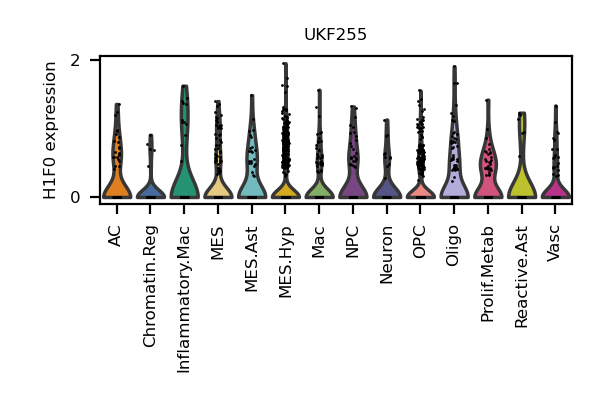 UKF255
H1F0 expression
2
0
AC
Chromatin.Reg
Inflammatory.Mac
MES
MES.Ast
MES.Hyp
Mac
NPC
Neuron
OPC
Oligo
Prolif.Metab
Reactive.Ast
Vasc